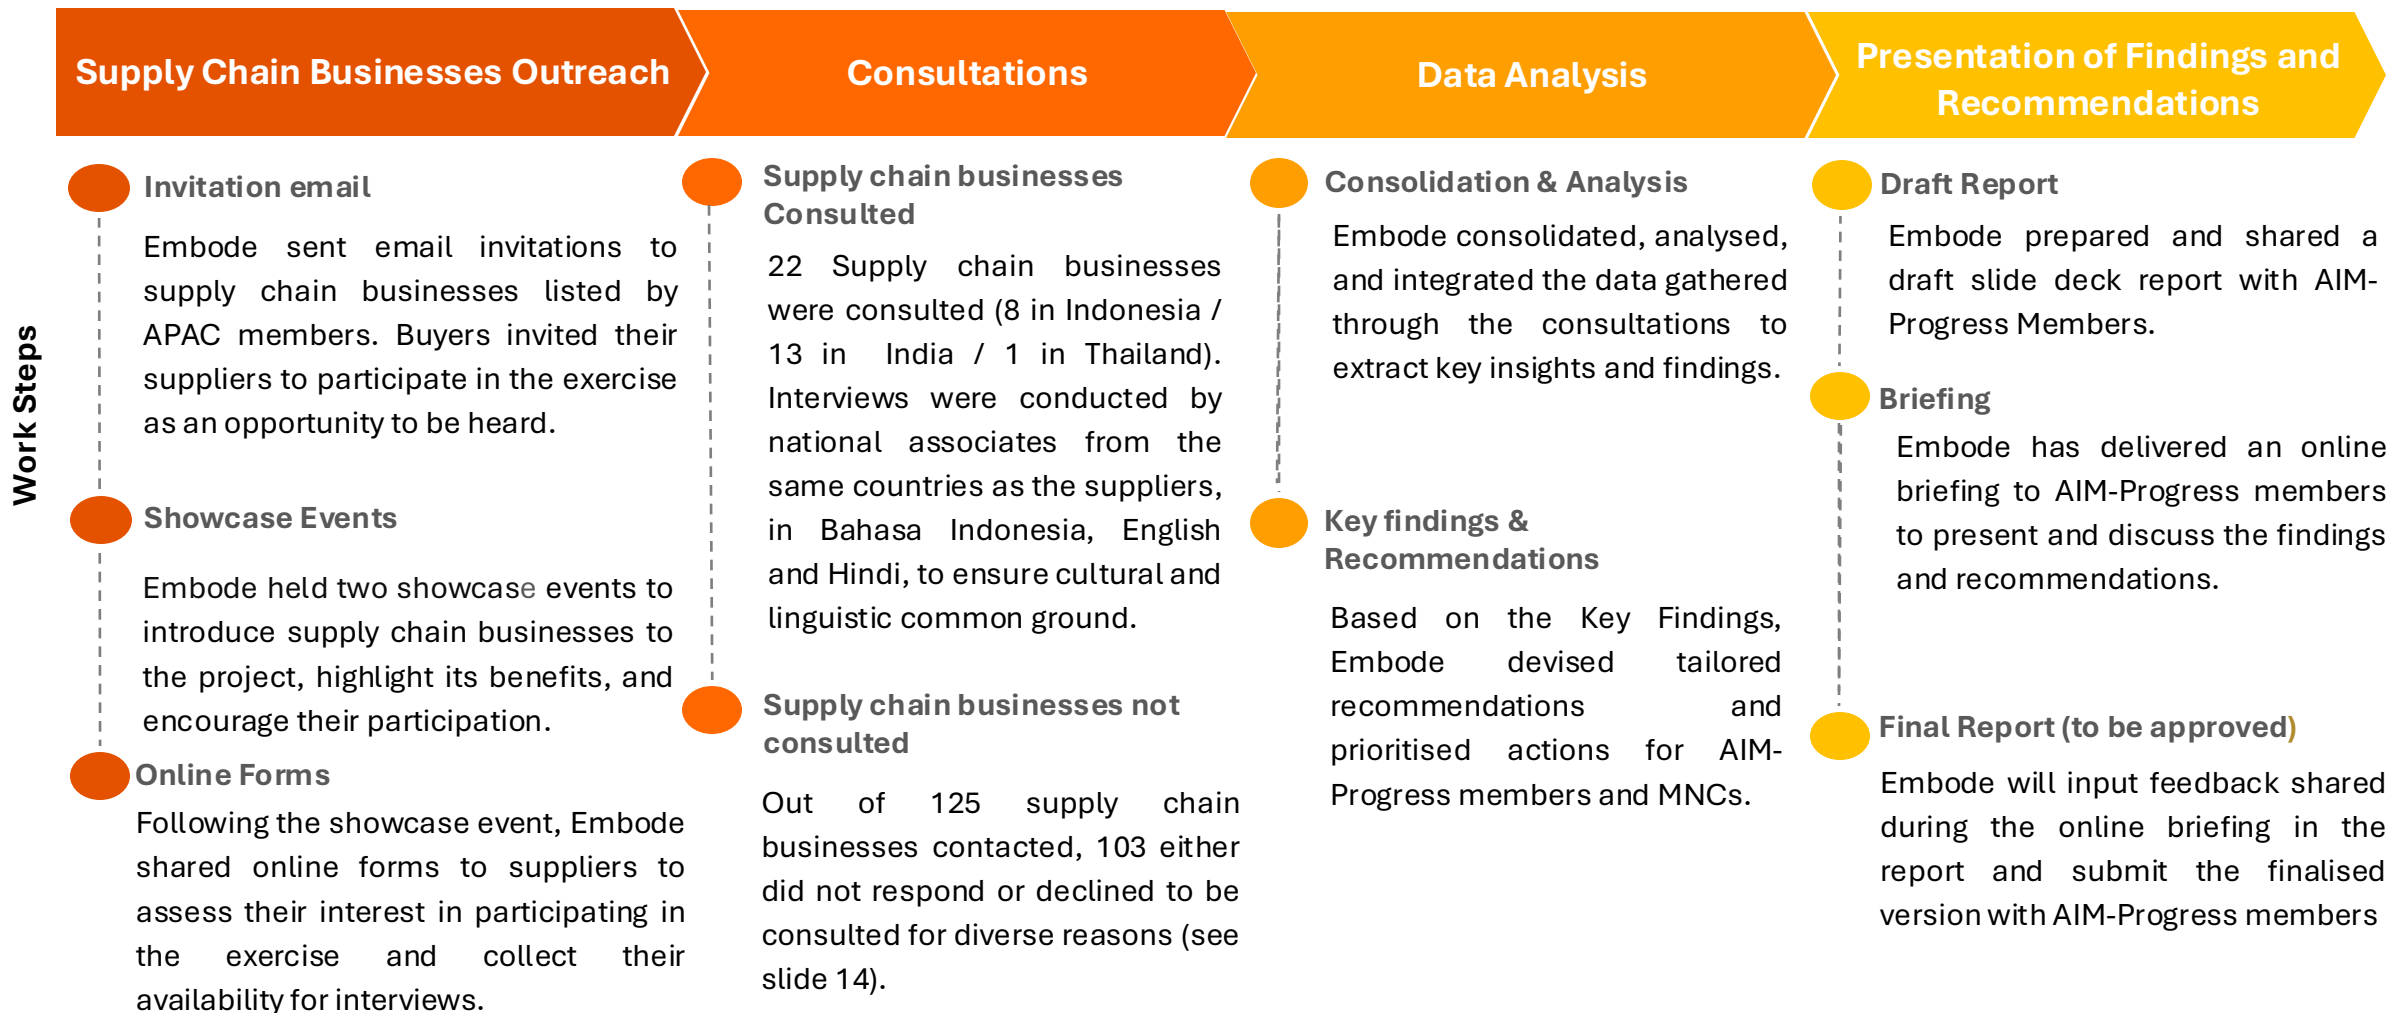 Supply Chain Businesses Outreach
Consultations
Data Analysis
Presentation of Findings and
Recommendations
Work Steps
Invitation email
Embode sent email invitations to
supply chain businesses listed by
APAC members. Buyers invited their
suppliers to participate in the exercise
as an opportunity to be heard.
Showcase Events
Embode held two showcase events to
introduce supply chain businesses to
the project, highlight its benefits, and
encourage their participation.
Online Forms
Following the showcase event, Embode
shared online forms to suppliers to
assess their interest in participating in
the exercise and collect their
availability for interviews.
Supply chain businesses
Consulted
22 Supply chain businesses
were consulted (8 in Indonesia /
13 in India / 1 in Thailand).
Interviews were conducted by
national associates from the
same countries as the suppliers,
in Bahasa Indonesia, English
and Hindi, to ensure cultural and
linguistic common ground.
Supply chain businesses not
consulted
Out of 125 supply chain
businesses contacted, 103 either
did not respond or declined to be
consulted for diverse reasons (see
slide 14).
Consolidation & Analysis
Embode consolidated, analysed,
and integrated the data gathered
through the consultations to
extract key insights and findings.
Key findings &
Recommendations
Based on the Key Findings,
Embode devised tailored
recommendations and
prioritised actions for AIM-
Progress members and MNCs.
Draft Report
Embode prepared and shared a
draft slide deck report with AIM-
Progress Members.
Briefing
Embode has delivered an online
briefing to AIM-Progress members
to present and discuss the findings
and recommendations.
Final Report (to be approved)
Embode will input feedback shared
during the online briefing in the
report and submit the finalised
version with AIM-Progress members